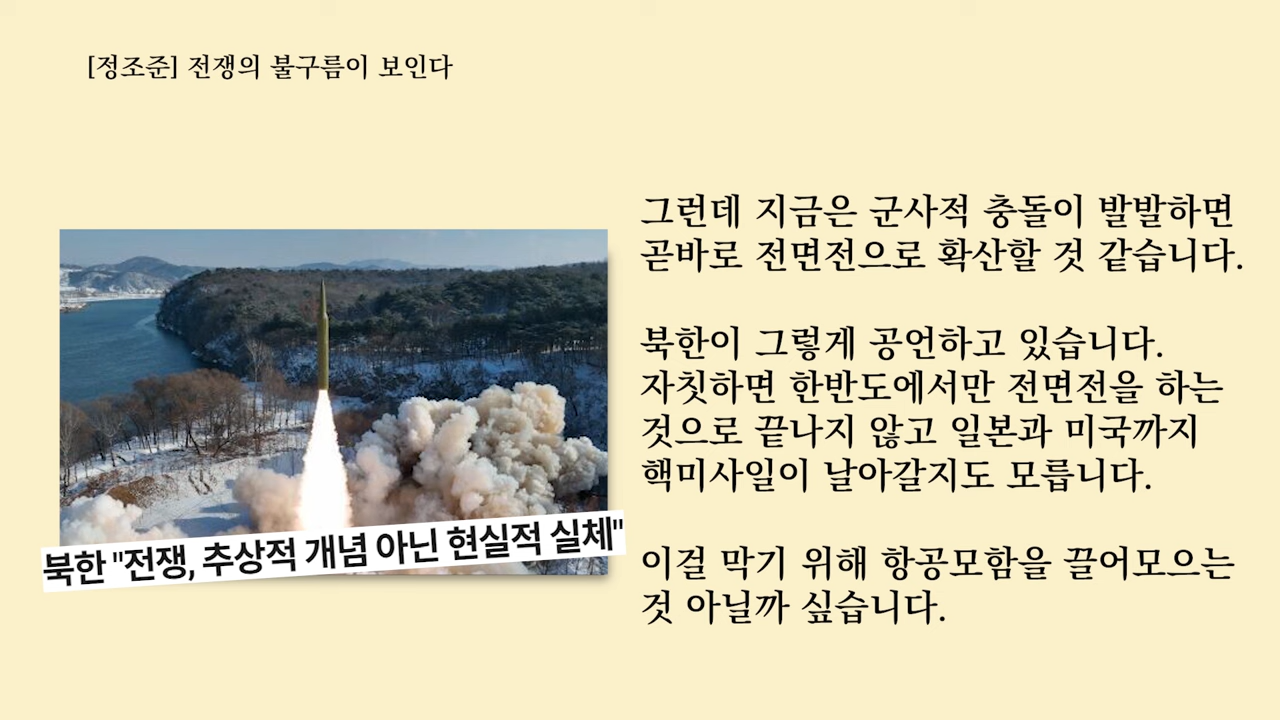 [정조준] 전쟁의 불구름이 보인다
그런데 지금은 군사적 충돌이 발발하면
곧바로 전면전으로 확산할 것 같습니다.
북한이 그렇게 공언하고 있습니다.
자칫하면 한반도에서만 전면전을 하는
것으로 끝나지 않고 일본과 미국까지
핵미사일이 날아갈지도 모릅니다.
이걸 막기 위해 항공모함을 끌어모으는
것 아닐까 싶습니다.
북한 "전쟁, 추상적 개념 아닌 현실적 실체"